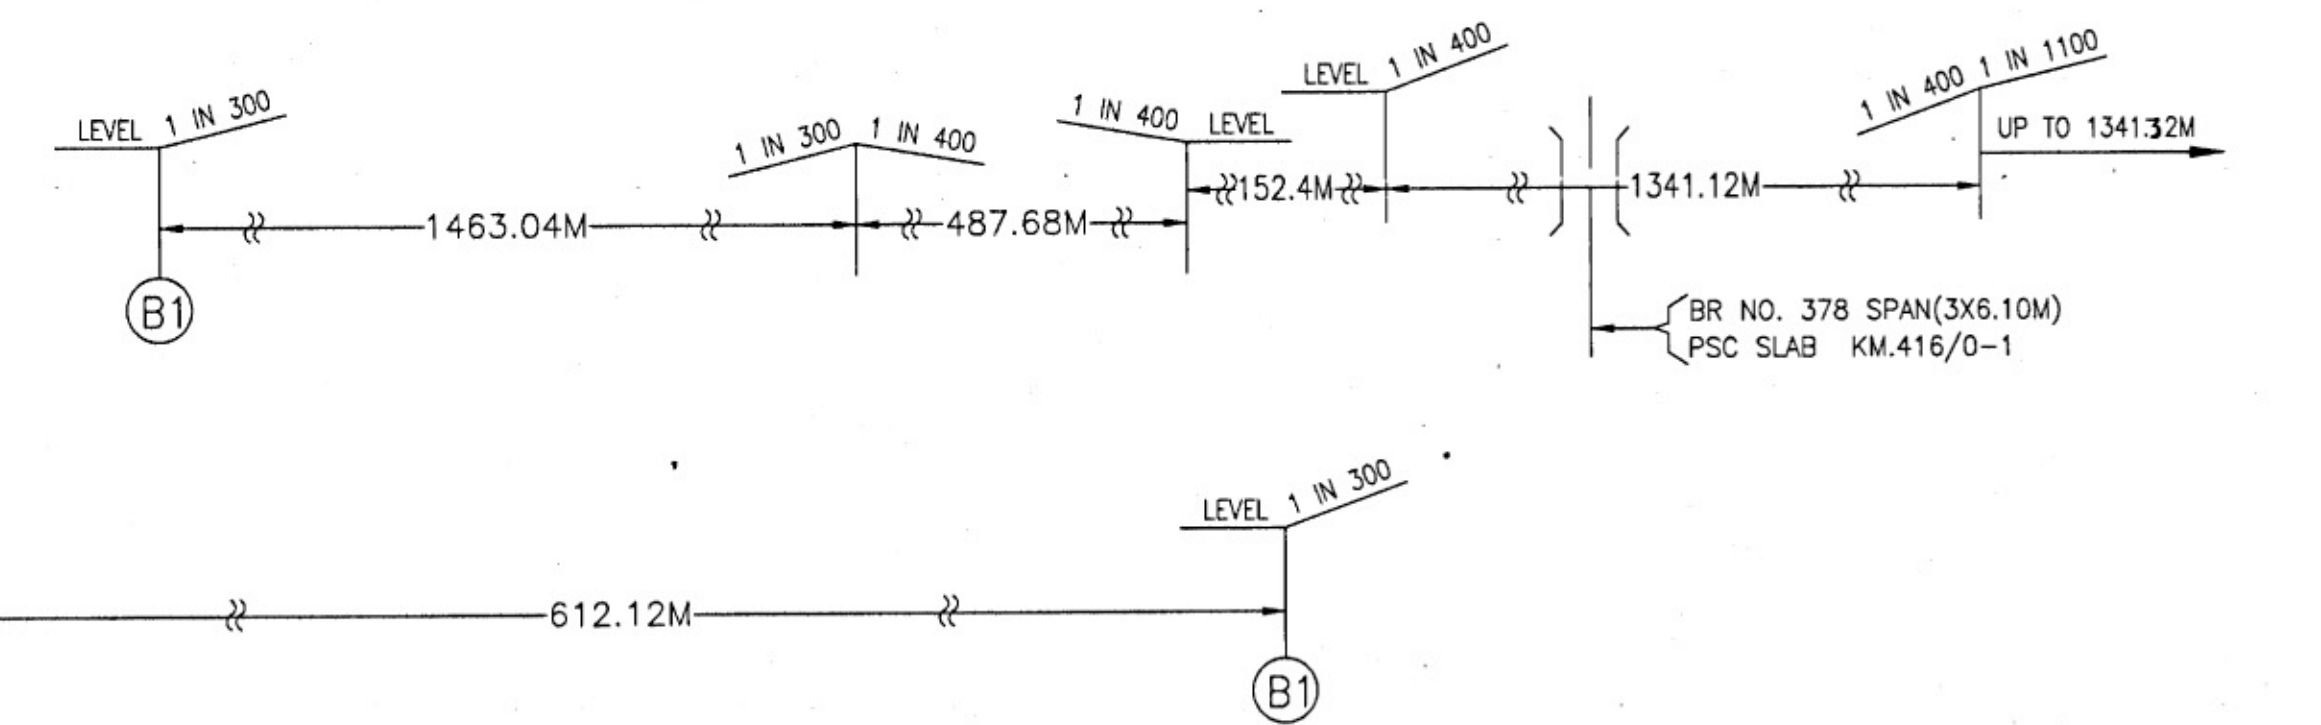 LEVEL 1 IN 300
1 IN 300 1 IN 400
1 IN 400 LEVEL
LEVEL 1 IN 400
1 IN 400 1 IN 1100
UP TO 1341.32M
1463.04M
487.68M
152.4M
1341.12M
B1
BR NO. 378 SPAN(3X6.10M)
PSC SLAB KM.416/0-1
LEVEL 1 IN 300
612.12M
B1